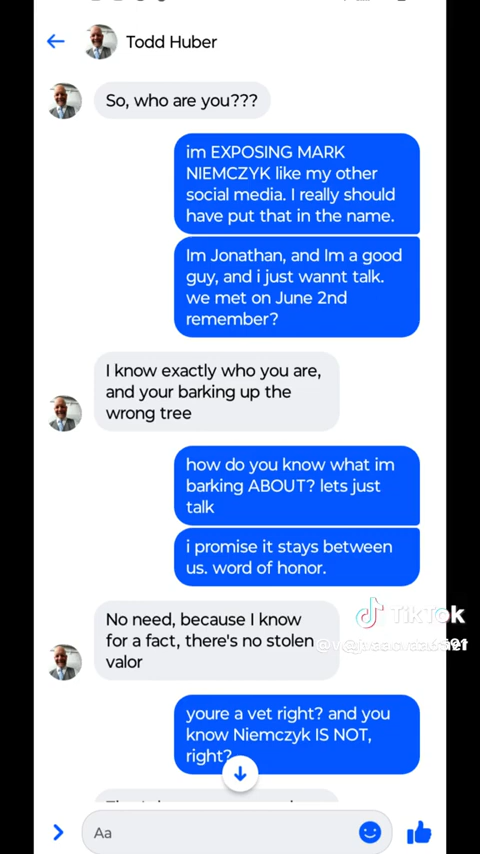 Todd Huber
So, who are you???
im EXPOSING MARK
NIEMCZYK like my other
social media. I really should
have put that in the name.
Im Jonathan, and Im a good
guy, and i just wannt talk.
we met on June 2nd
remember?
I know exactly who you are,
and your barking up the
wrong tree
how do you know what im
barking ABOUT? lets just
talk
i promise it stays between
us. word of honor.
No need, because I know
for a fact, there's no stolen
valor
TikTok
youre a vet right? and you
know Niemczyk IS NOT,
right?
Aa